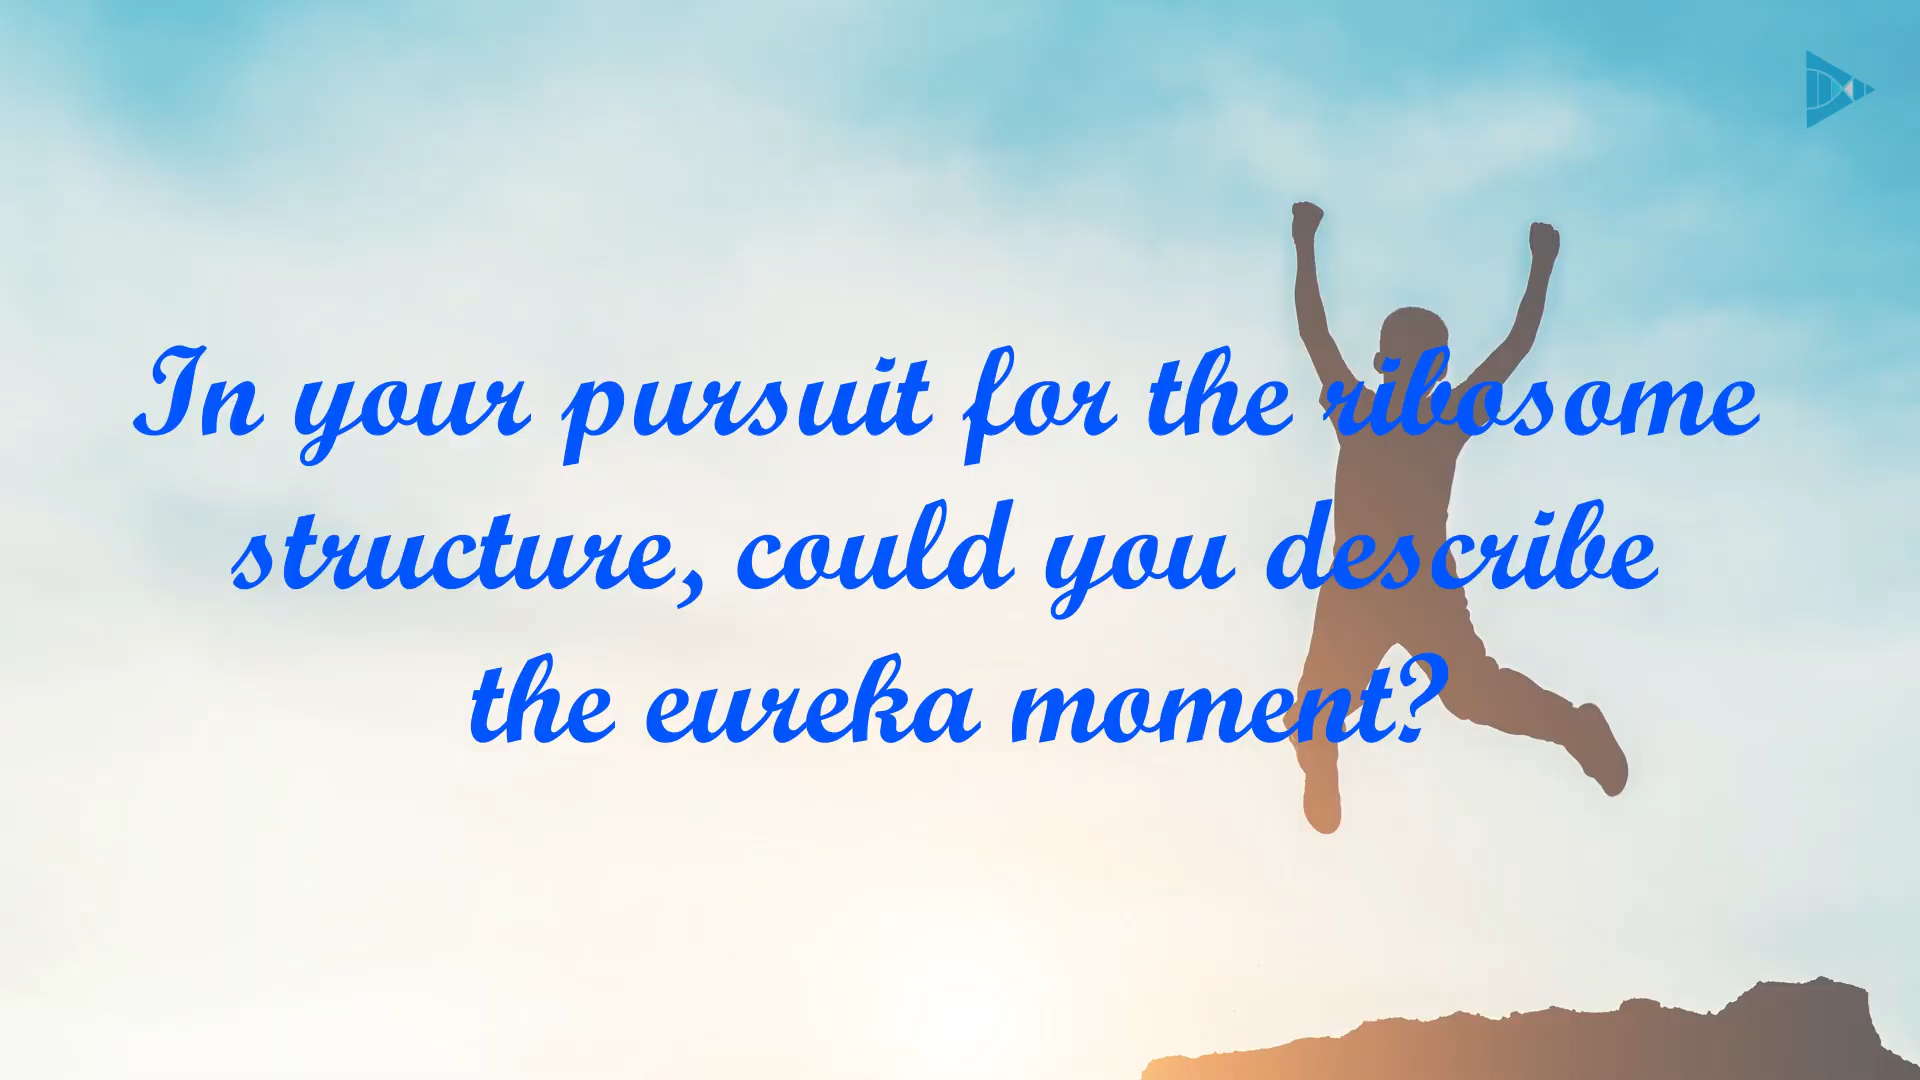 In your pursuit for the ribosome
structure, could you describe
the eureka moment?